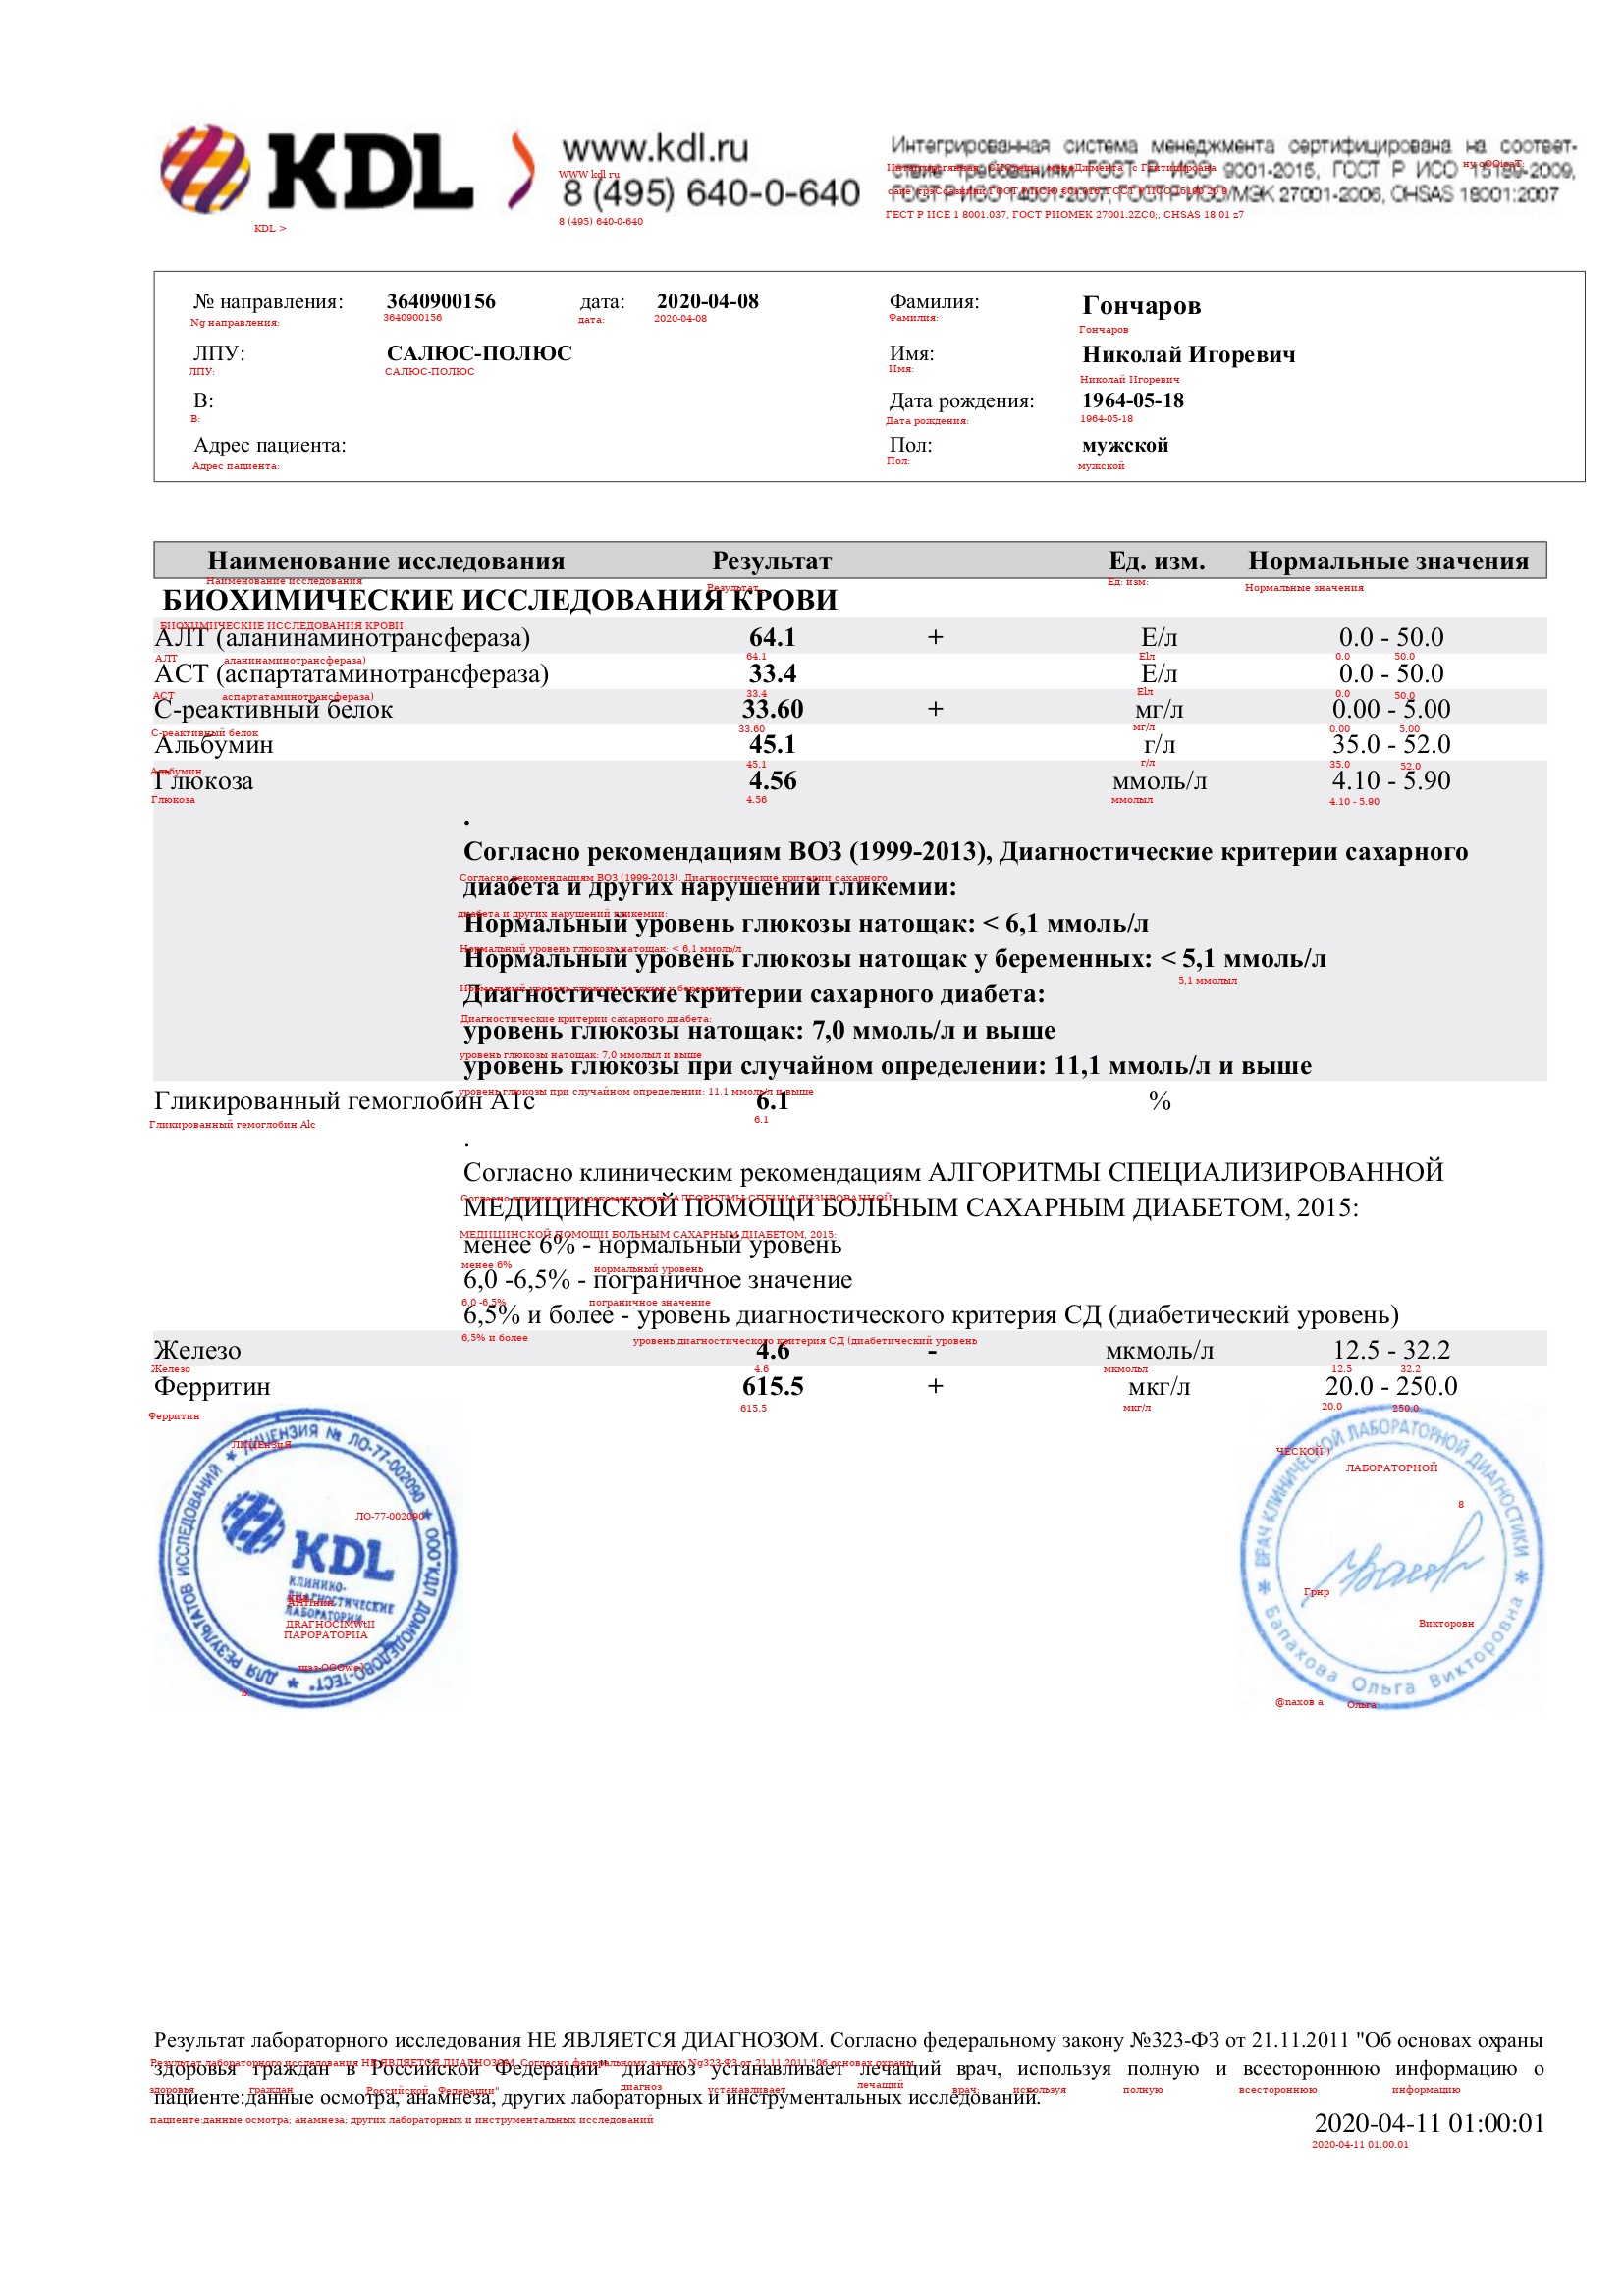 KDL
www.kdl.ru
8 (495) 640-0-640
Интегрированная система менеджмента сертифицирована на соответ-
ствие требованиям ГОСТ Р ИСО 9001-2015, ГОСТ Р ИСО 15189-2009,
ГОСТ Р ИСО 14001-2007, ГОСТ Р ИСО/МЭК 27001-2006, OHSAS 18001:2007
№ направления: 3640900156 дата: 2020-04-08 Фамилия: Гончаров
ЛПУ: САЛЮС-ПОЛЮС Имя: Николай Игоревич
В: Дата рождения: 1964-05-18
Адрес пациента: Пол: мужской
Наименование исследования Результат Ед. изм. Нормальные значения
БИОХИМИЧЕСКИЕ ИССЛЕДОВАНИЯ КРОВИ
АЛТ (аланинаминотрансфераза) 64.1 + Е/л 0.0 - 50.0
АСТ (аспартатаминотрансфераза) 33.4 Е/л 0.0 - 50.0
С-реактивный белок 33.60 + мг/л 0.00 - 5.00
Альбумин 45.1 г/л 35.0 - 52.0
Глюкоза 4.56 ммоль/л 4.10 - 5.90
.
Согласно рекомендациям ВОЗ (1999-2013), Диагностические критерии сахарного
диабета и других нарушений гликемии:
Нормальный уровень глюкозы натощак: < 6,1 ммоль/л
Нормальный уровень глюкозы натощак у беременных: < 5,1 ммоль/л
Диагностические критерии сахарного диабета:
уровень глюкозы натощак: 7,0 ммоль/л и выше
уровень глюкозы при случайном определении: 11,1 ммоль/л и выше
Гликированный гемоглобин A1c 6.1 %
.
Согласно клиническим рекомендациям АЛГОРИТМЫ СПЕЦИАЛИЗИРОВАННОЙ
МЕДИЦИНСКОЙ ПОМОЩИ БОЛЬНЫМ САХАРНЫМ ДИАБЕТОМ, 2015:
менее 6% - нормальный уровень
6,0 -6,5% - пограничное значение
6,5% и более - уровень диагностического критерия СД (диабетический уровень)
Железо 4.6 - мкмоль/л 12.5 - 32.2
Ферритин 615.5 + мкг/л 20.0 - 250.0
ЛИЦЕНЗИЯ № ЛО-77-002090 * ООО"КДЛ ДОМОДЕДОВО-ТЕСТ" * ДЛЯ РЕЗУЛЬТАТОВ ИССЛЕДОВАНИЙ *
KDL
КЛИНИКО-
ДИАГНОСТИЧЕСКИЕ
ЛАБОРАТОРИИ
ВРАЧ КЛИНИЧЕСКОЙ ЛАБОРАТОРНОЙ ДИАГНОСТИКИ
* Балахова Ольга Викторовна *
Результат лабораторного исследования НЕ ЯВЛЯЕТСЯ ДИАГНОЗОМ. Согласно федеральному закону №323-ФЗ от 21.11.2011 "Об основах охраны
здоровья граждан в Российской Федерации" диагноз устанавливает лечащий врач, используя полную и всестороннюю информацию о
пациенте:данные осмотра, анамнеза, других лабораторных и инструментальных исследований.
2020-04-11 01:00:01